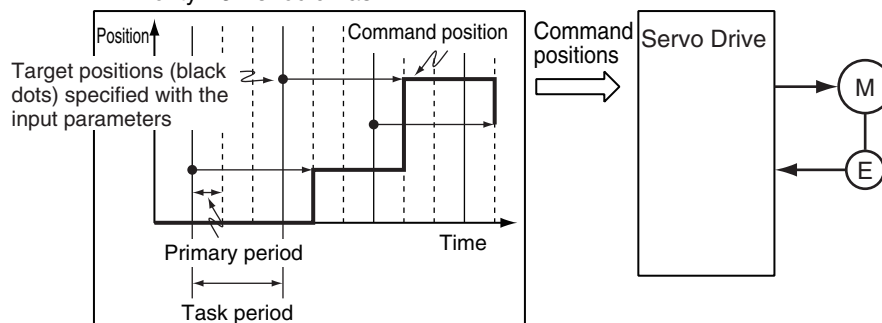 Position
Command position
Target positions (black
dots) specified with the
input parameters
Primary period
Time
Task period
Command
positions
Servo Drive
M
E